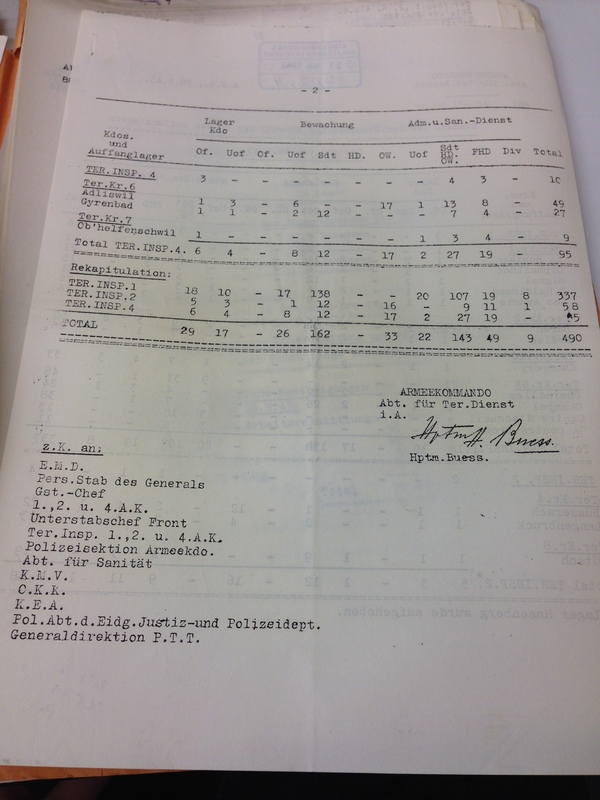 - 2 -
Lager Kdo Bewachung Adm.u.San.-Dienst
Kdos. und Auffanglager Of. Uof Of. Uof Sdt HD. OW. Uof Sdt HD. OW. FHD Div Total
TER.INSP. 4 3 - - - - - - - 4 3 - 10
Ter.Kr.6
Adliswil 1 3 - 6 - - 17 1 13 8 - 49
Gyrenbad 1 1 - 2 12 - - - 7 4 - 27
Ter.Kr.7
Ob'helfenschwil 1 - - - - - - 1 3 4 - 9
Total TER.INSP.4. 6 4 - 8 12 - 17 2 27 19 - 95
Rekapitulation:
TER.INSP.1 18 10 - 17 138 - - 20 107 19 8 337
TER.INSP.2 5 3 - 1 12 - 16 - 9 11 1 58
TER.INSP.4 6 4 - 8 12 - 17 2 27 19 - 95
TOTAL 29 17 - 26 162 - 33 22 143 49 9 490
ARMEEKOMMANDO
Abt. für Ter.Dienst
i.A.
Hptm H. Buess.
Hptm.Buess.
z.K. an:
E.M.D.
Pers.Stab des Generals
Gst.-Chef
1.,2. u. 4.A.K.
Unterstabschef Front
Ter.Insp. 1.,2. u. 4.A.K.
Polizeisektion Armeekdo.
Abt. für Sanität
K.M.V.
C.K.K.
K.E.A.
Pol.Abt.d.Eidg.Justiz-und Polizeidept.
Generaldirektion P.T.T.